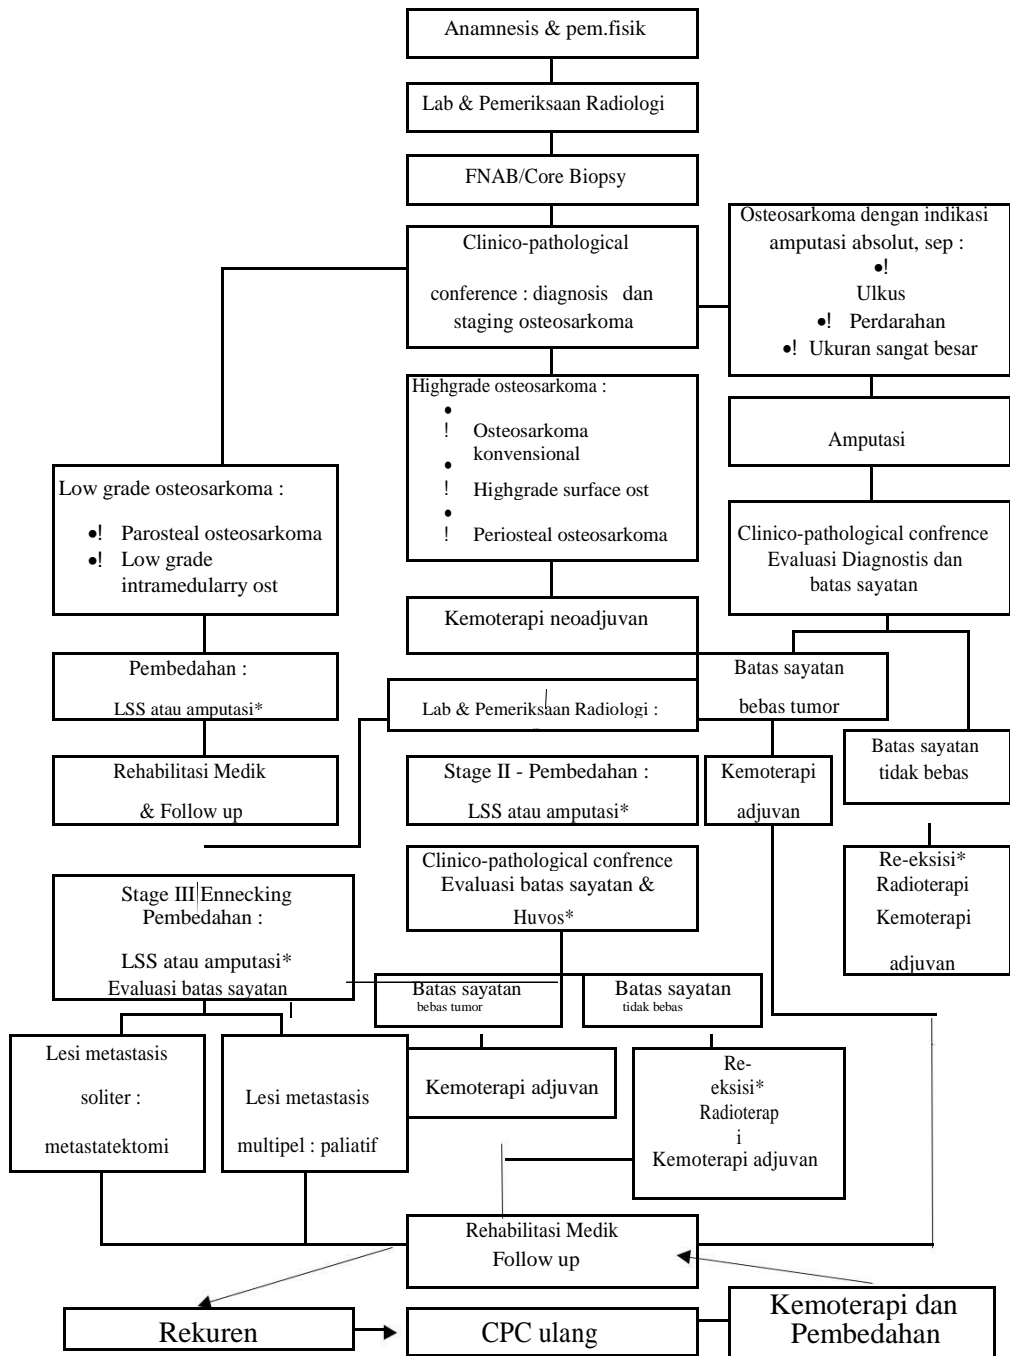 Anamnesis & pem.fisik
Lab & Pemeriksaan Radiologi
FNAB/Core Biopsy
Clinico-pathological
conference : diagnosis dan
staging osteosarkoma
Osteosarkoma dengan indikasi
amputasi absolut, sep :
•!
Ulkus
•! Perdarahan
•! Ukuran sangat besar
Highgrade osteosarkoma :
•
! Osteosarkoma
konvensional
•
! Highgrade surface ost
•
! Periosteal osteosarkoma
Amputasi
Low grade osteosarkoma :
•! Parosteal osteosarkoma
•! Low grade
intramedularry ost
Clinico-pathological confrence
Evaluasi Diagnostis dan
batas sayatan
Kemoterapi neoadjuvan
Pembedahan :
LSS atau amputasi*
Lab & Pemeriksaan Radiologi :
Batas sayatan
bebas tumor
Batas sayatan
tidak bebas
Rehabilitasi Medik
& Follow up
Stage II - Pembedahan :
LSS atau amputasi*
Kemoterapi
adjuvan
Re-eksisi*
Radioterapi
Kemoterapi
adjuvan
Clinico-pathological confrence
Evaluasi batas sayatan &
Huvos*
Stage III Ennecking
Pembedahan :
LSS atau amputasi*
Evaluasi batas sayatan
Batas sayatan
bebas tumor
Batas sayatan
tidak bebas
Lesi metastasis
soliter :
metastatektomi
Lesi metastasis
multipel : paliatif
Kemoterapi adjuvan
Re-
eksisi*
Radioterap
i
Kemoterapi adjuvan
Rehabilitasi Medik
Follow up
Rekuren
CPC ulang
Kemoterapi dan
Pembedahan